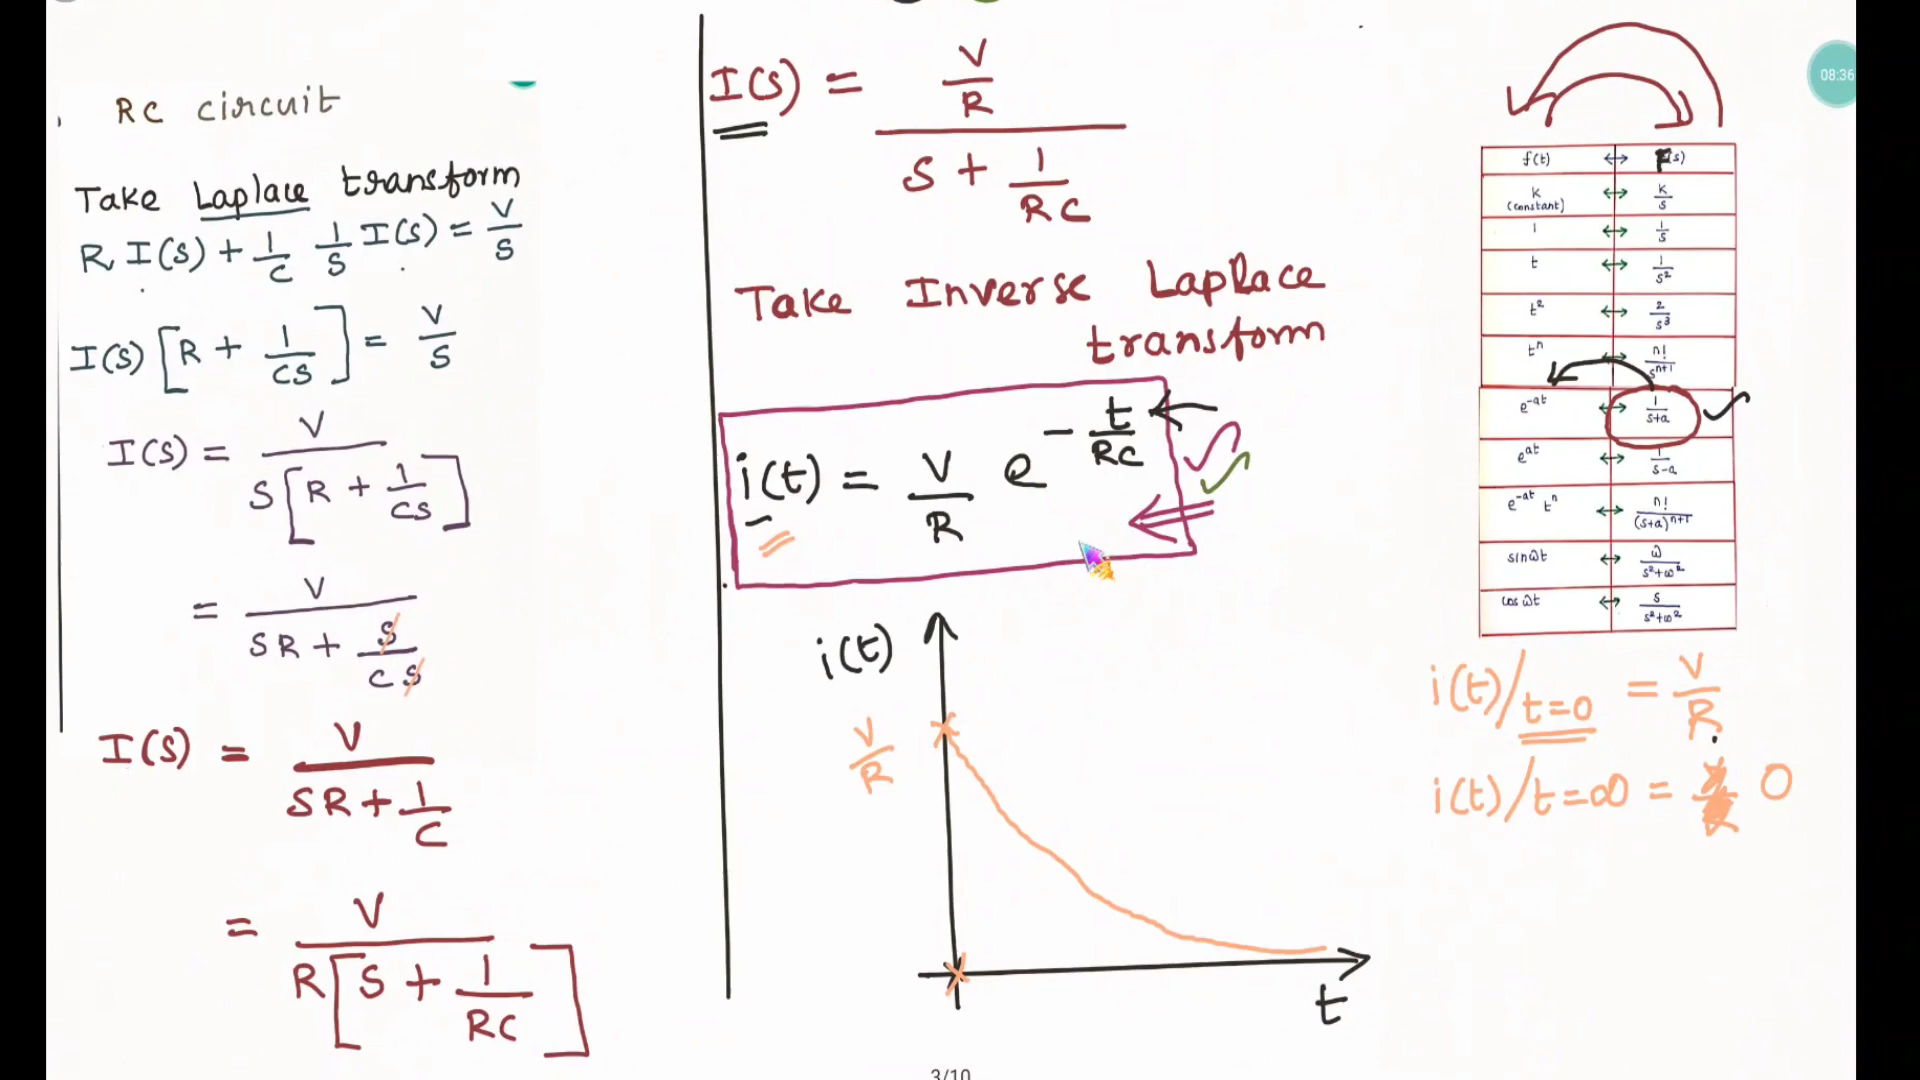 RC circuit
Take Laplace transform
R I(s) + 1/C 1/S I(s) = V/S
I(s) [R + 1/CS] = V/S
I(s) = V / S[R + 1/CS]
= V / SR + S/CS
I(s) = V / SR + 1/C
= V / R[S + 1/RC]
I(s) = V/R / S + 1/RC
Take Inverse Laplace
transform
i(t) = V/R e^-t/RC
i(t)
V/R
t
3/10
08:36
f(t) ↔ F(s)
K (constant) ↔ K/s
1 ↔ 1/s
t ↔ 1/s²
t² ↔ 2/s³
tⁿ ↔ n!/sⁿ⁺¹
e^-at ↔ 1/s+a
e^at ↔ 1/s-a
e^-at tⁿ ↔ n!/(s+a)ⁿ⁺¹
sin ωt ↔ ω/s²+ω²
cos ωt ↔ s/s²+ω²
i(t)/t=0 = V/R
i(t)/t=∞ = 0